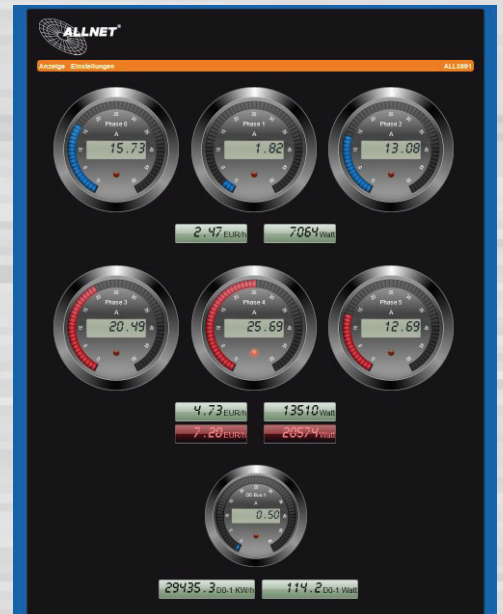 ALLNET®
Anzeige Einstellungen ALL3691
Phase 0 Phase 1 Phase 2
A A A
15.73 1.82 13.08
2.47 EUR/h 7064 Watt
Phase 3 Phase 4 Phase 5
A A A
20.49 25.69 12.69
4.73 EUR/h 13510 Watt
7.20 EUR/h 20574 Watt
D0 Bus 1
A
0.50
29435.3 D0-1 KW/h 114.2 D0-1 Watt